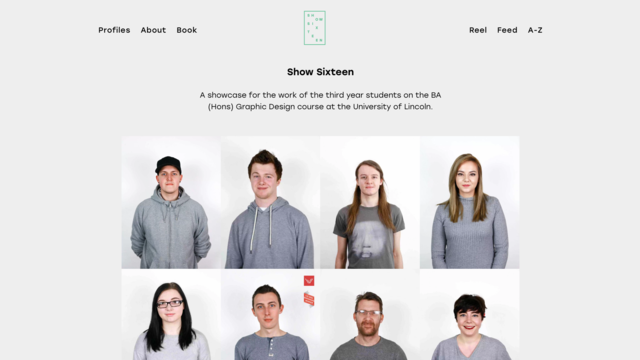 Profiles About Book
Reel Feed A-Z
Show Sixteen
A showcase for the work of the third year students on the BA
(Hons) Graphic Design course at the University of Lincoln.